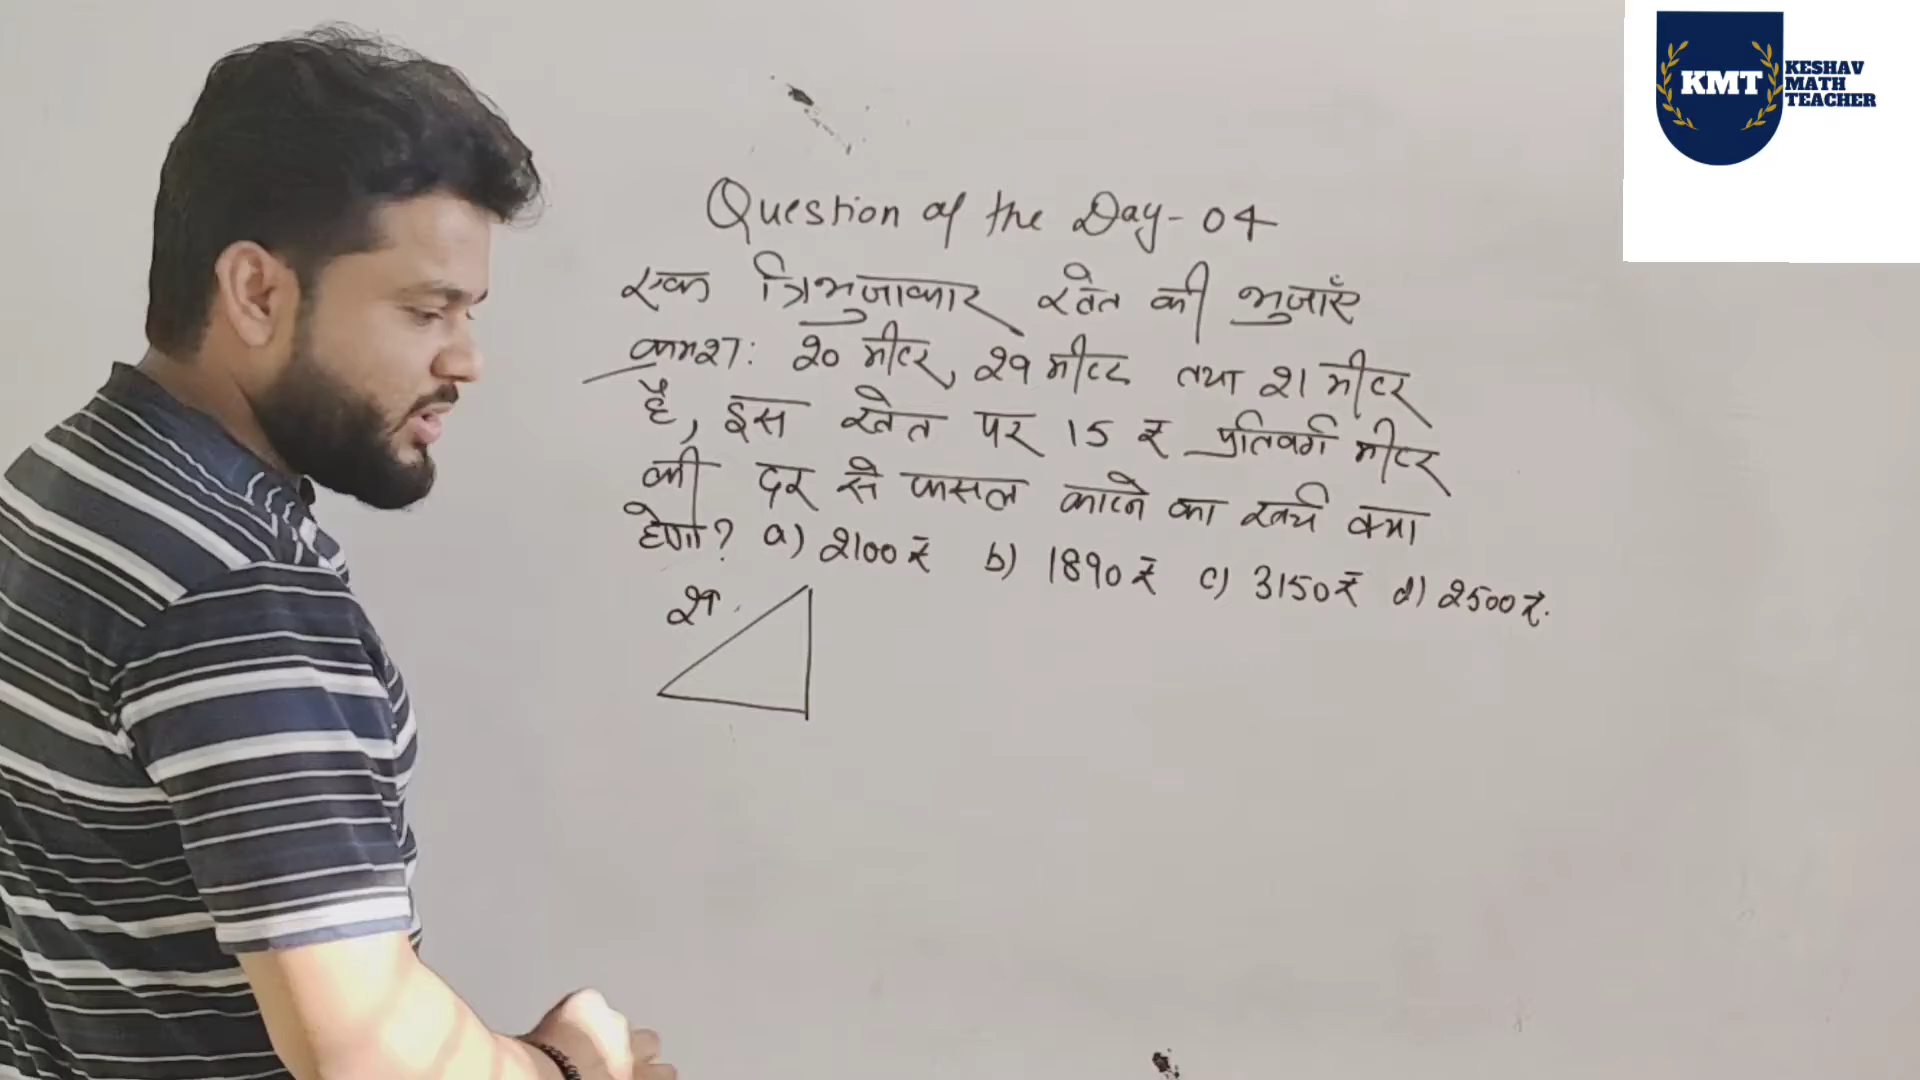 KMT
KESHAV
MATH
TEACHER
Question of the Day - 04
एक त्रिभुजाकार खेत की भुजाएँ
क्रमशः 20 मीटर, 29 मीटर तथा 21 मीटर
है, इस खेत पर 15 ₹ प्रतिवर्ग मीटर
की दर से फसल काटने का खर्च क्या
होगा? a) 2100 ₹ b) 1890 ₹ c) 3150 ₹ d) 2500 ₹.
29